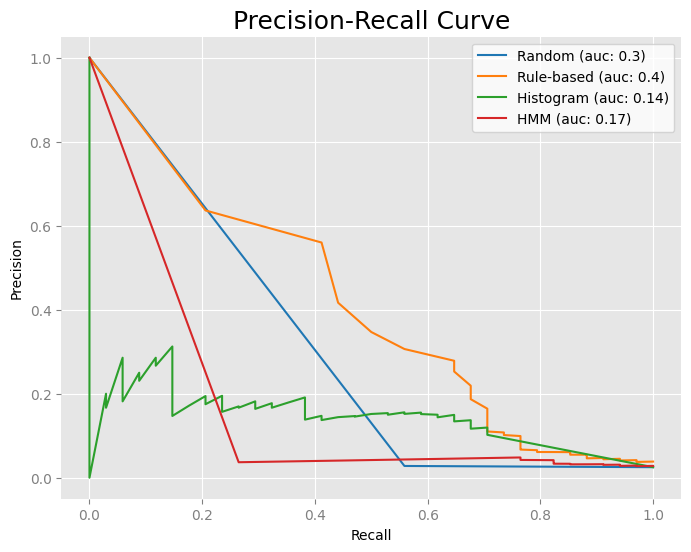 Precision-Recall Curve
Random (auc: 0.3)
Rule-based (auc: 0.4)
Histogram (auc: 0.14)
HMM (auc: 0.17)
Precision
1.0
0.8
0.6
0.4
0.2
0.0
0.0 0.2 0.4 0.6 0.8 1.0
Recall